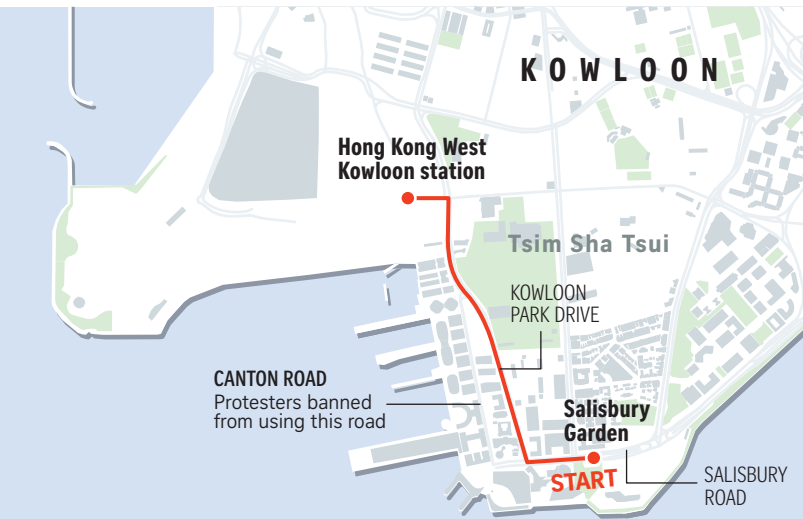 KOWLOON
Hong Kong West
Kowloon station
Tsim Sha Tsui
KOWLOON
PARK DRIVE
CANTON ROAD
Protesters banned
from using this road
Salisbury
Garden
START
SALISBURY
ROAD